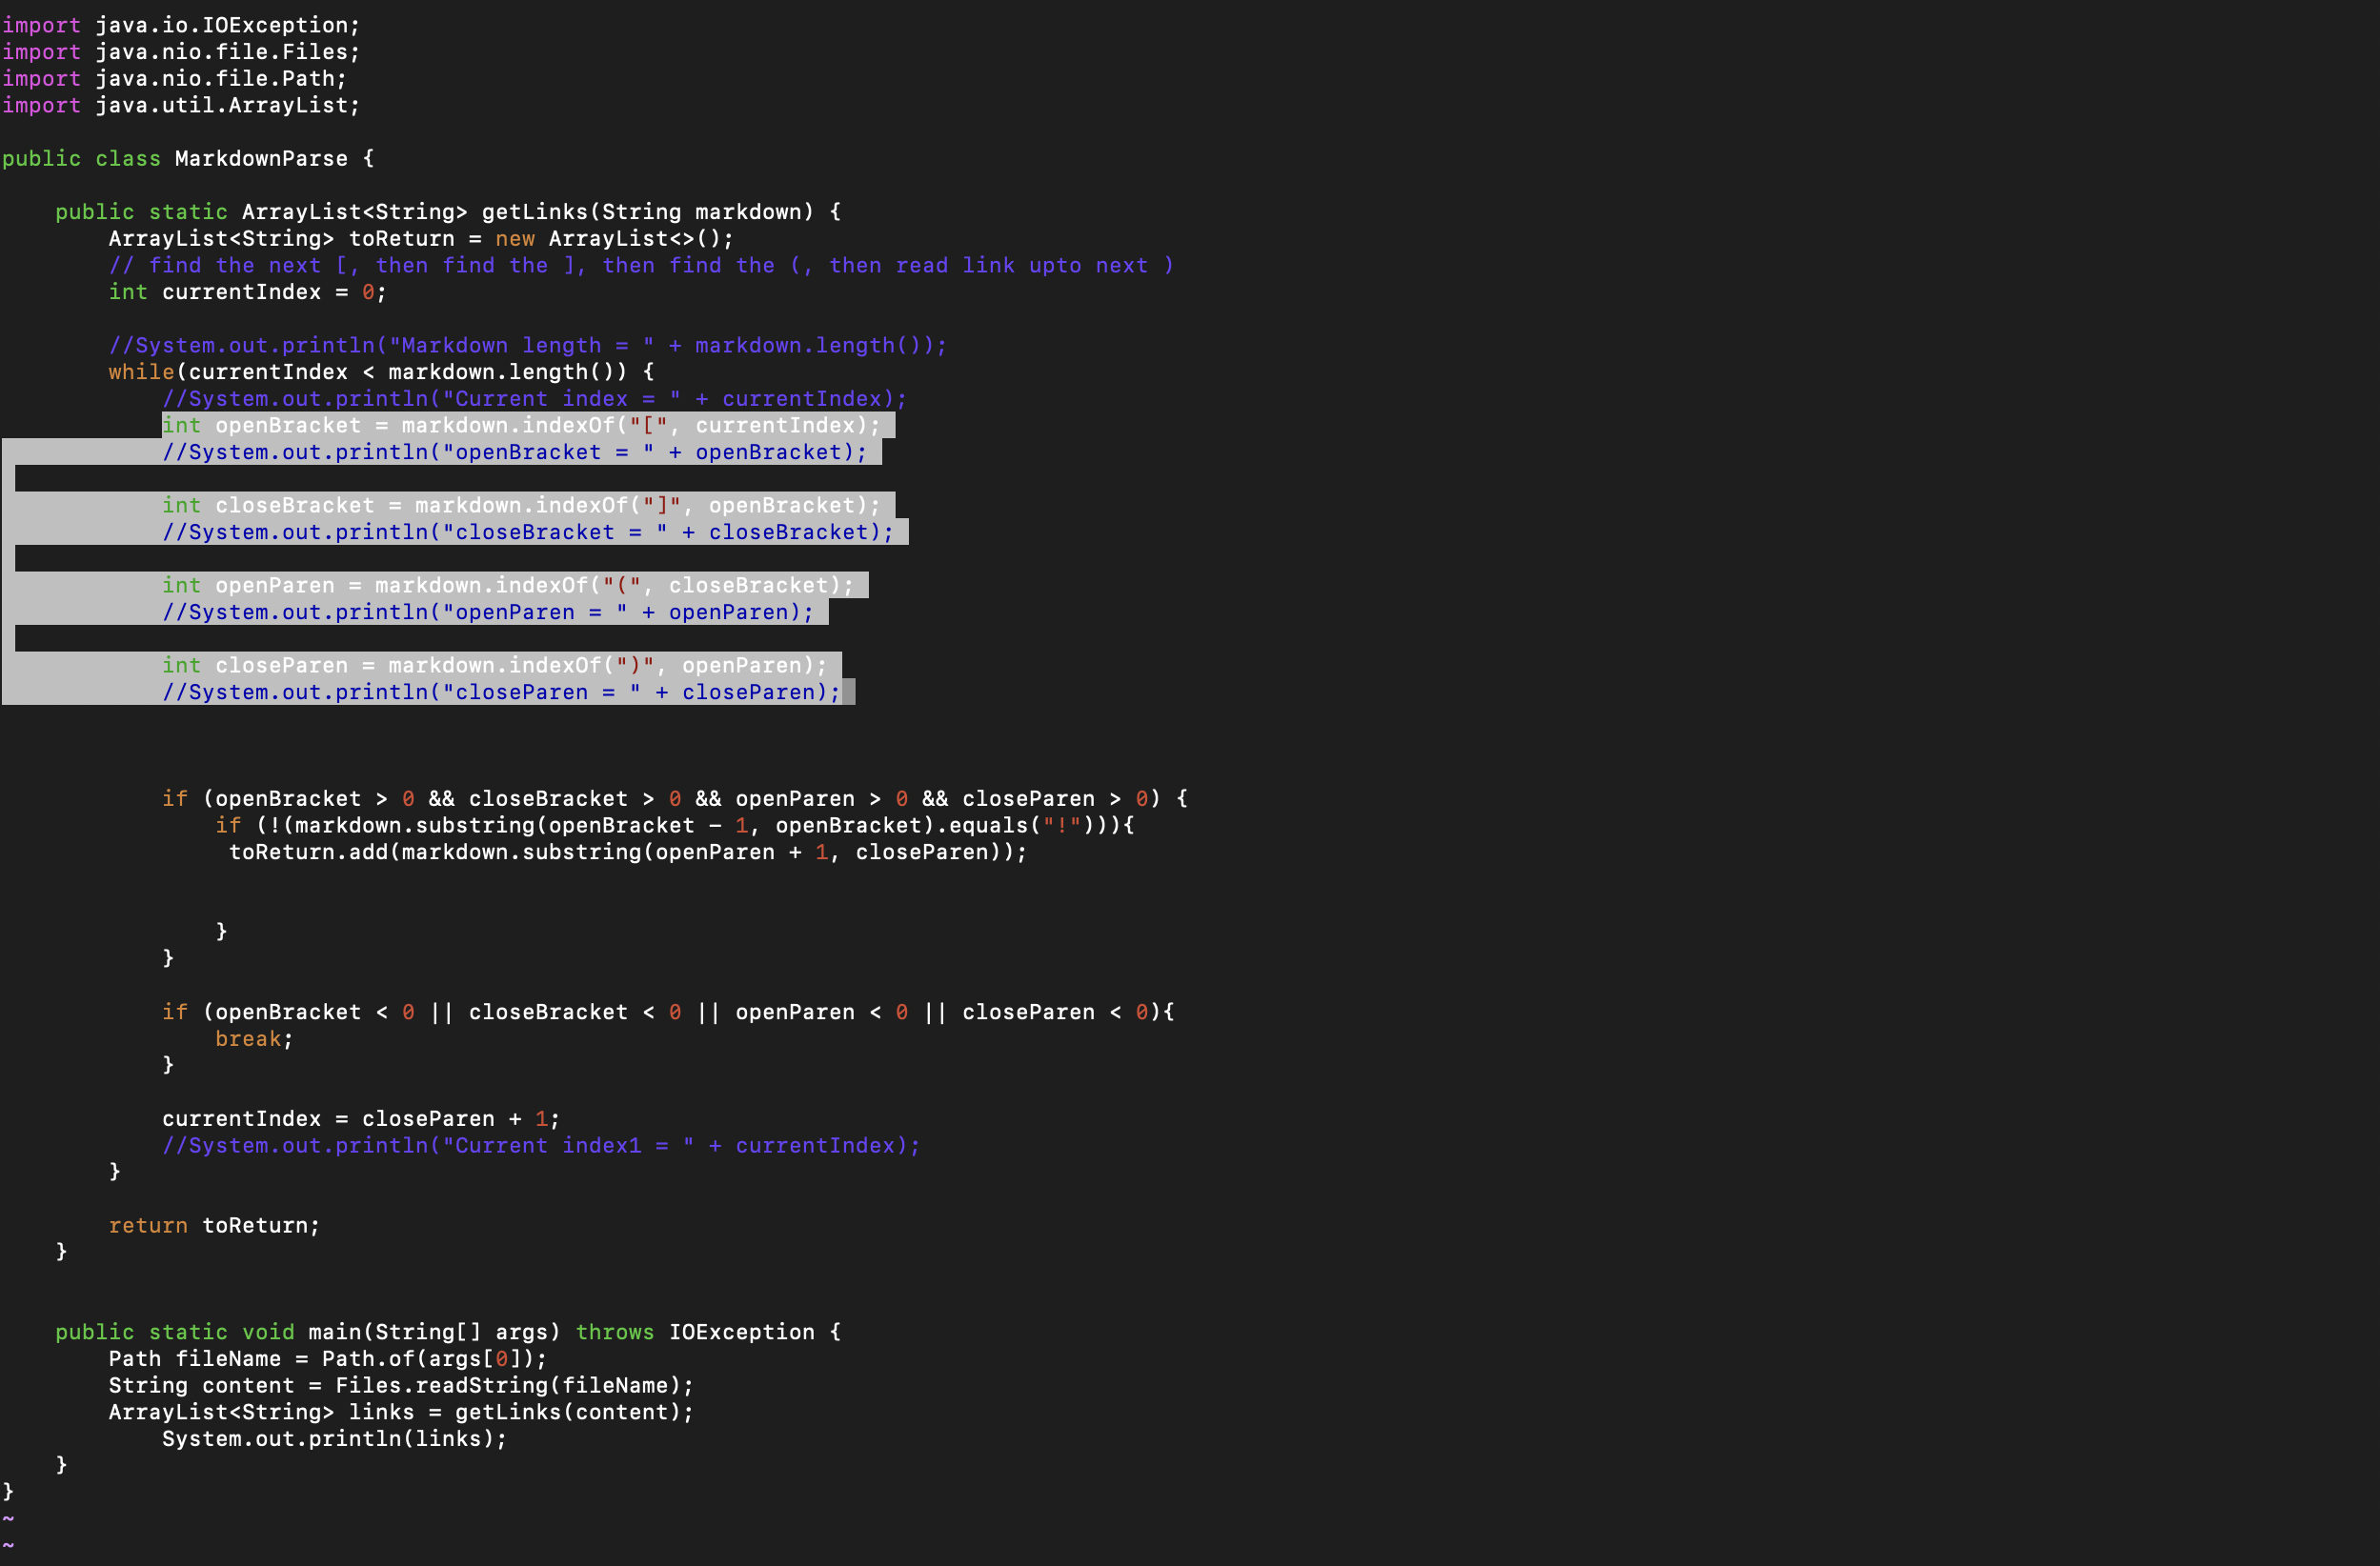 import java.io.IOException;
import java.nio.file.Files;
import java.nio.file.Path;
import java.util.ArrayList;

public class MarkdownParse {

    public static ArrayList<String> getLinks(String markdown) {
        ArrayList<String> toReturn = new ArrayList<>();
        // find the next [, then find the ], then find the (, then read link upto next )
        int currentIndex = 0;

        //System.out.println("Markdown length = " + markdown.length());
        while(currentIndex < markdown.length()) {
            //System.out.println("Current index = " + currentIndex);
            int openBracket = markdown.indexOf("[", currentIndex);
            //System.out.println("openBracket = " + openBracket);

            int closeBracket = markdown.indexOf("]", openBracket);
            //System.out.println("closeBracket = " + closeBracket);

            int openParen = markdown.indexOf("(", closeBracket);
            //System.out.println("openParen = " + openParen);

            int closeParen = markdown.indexOf(")", openParen);
            //System.out.println("closeParen = " + closeParen);



            if (openBracket > 0 && closeBracket > 0 && openParen > 0 && closeParen > 0) {
                if (!(markdown.substring(openBracket - 1, openBracket).equals("!"))){
                 toReturn.add(markdown.substring(openParen + 1, closeParen));


                }
            }

            if (openBracket < 0 || closeBracket < 0 || openParen < 0 || closeParen < 0){
                break;
            }

            currentIndex = closeParen + 1;
            //System.out.println("Current index1 = " + currentIndex);
        }

        return toReturn;
    }


    public static void main(String[] args) throws IOException {
        Path fileName = Path.of(args[0]);
        String content = Files.readString(fileName);
        ArrayList<String> links = getLinks(content);
            System.out.println(links);
    }
}
~
~